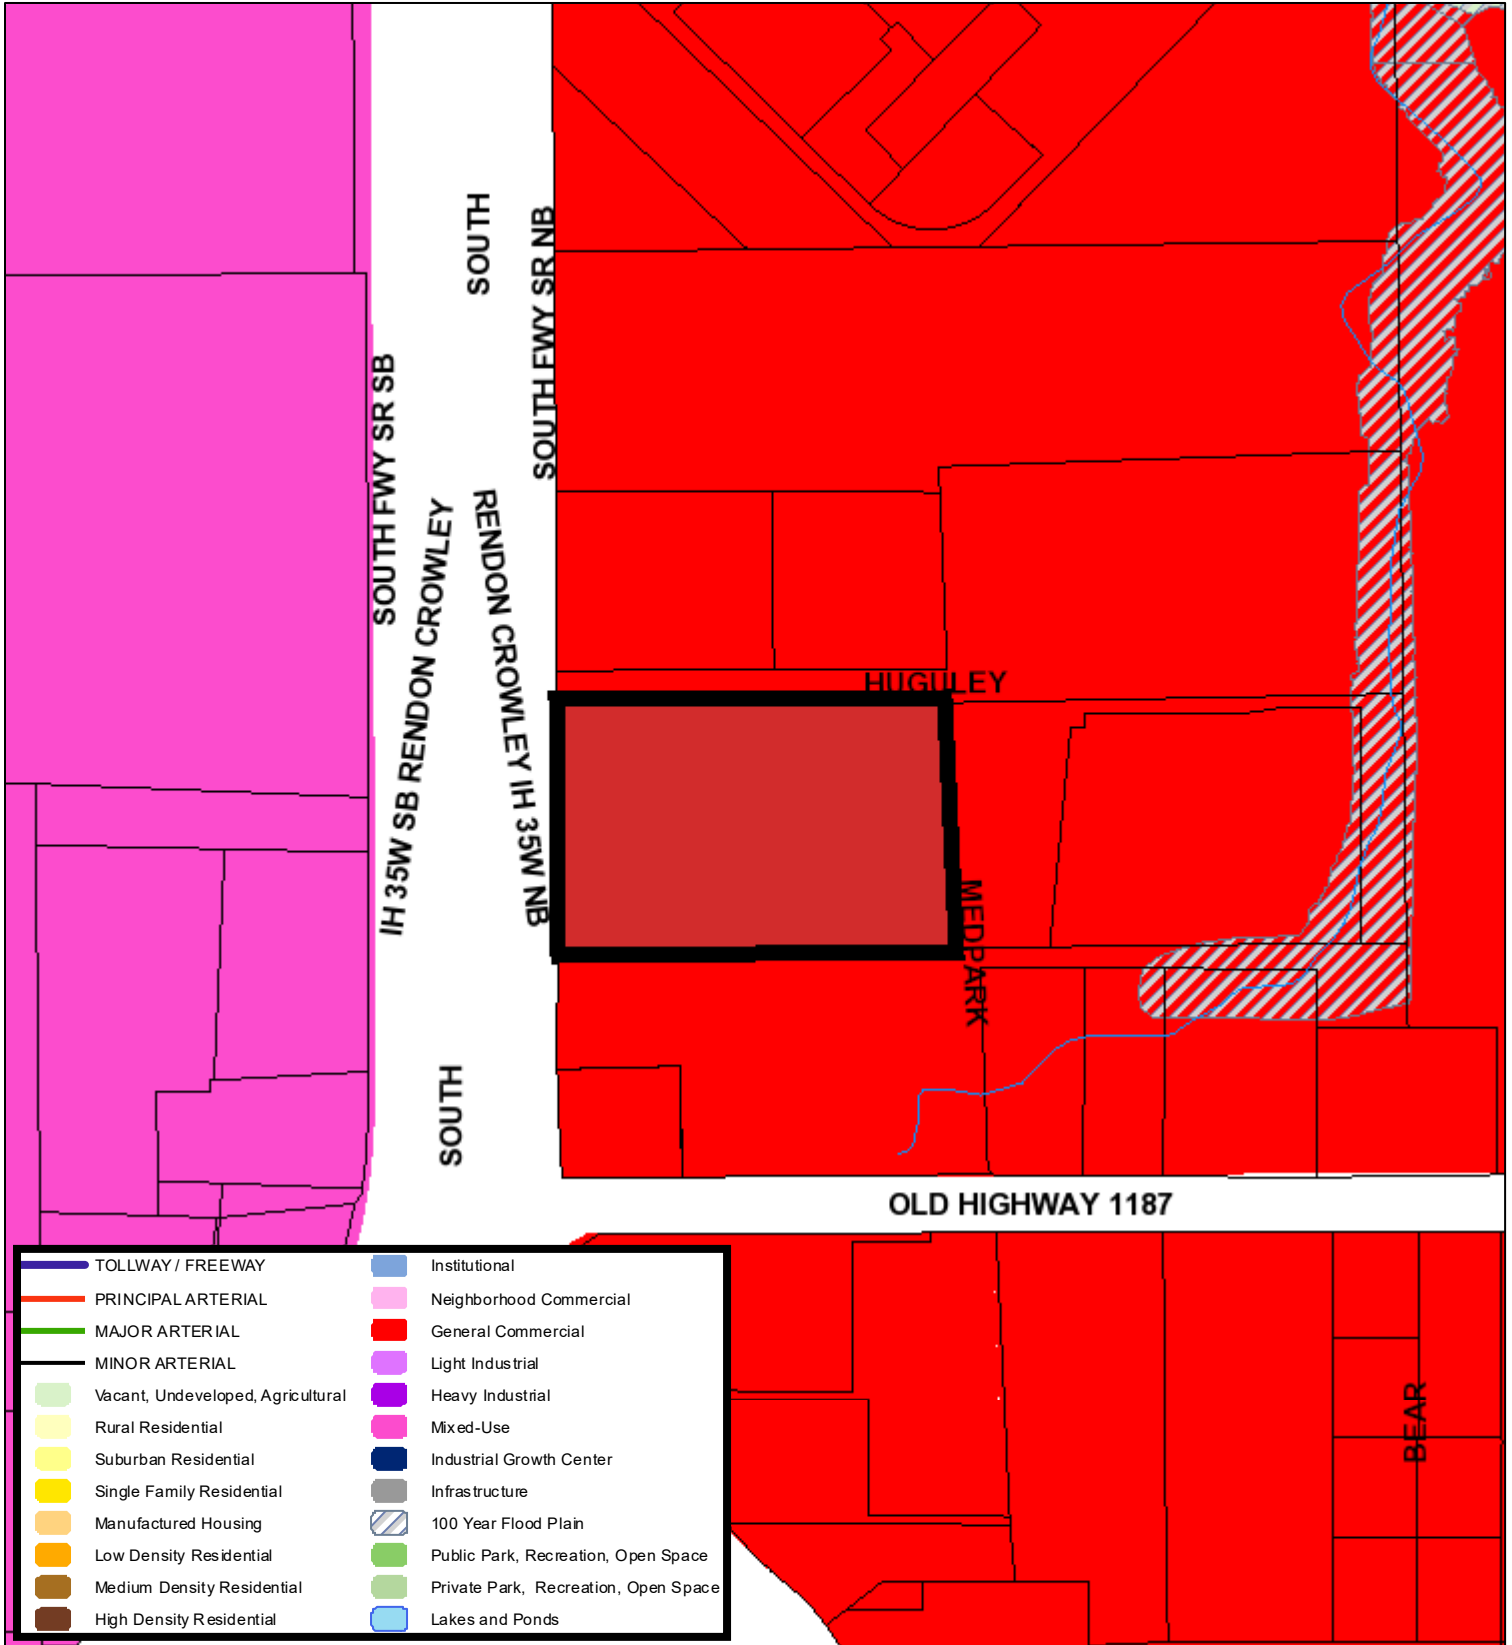 SOUTH
SOUTH FWY SR NB
SOUTH FWY SR SB
IH 35W SB RENDON CROWLEY
RENDON CROWLEY IH 35W NB
HUGULEY
MEDPARK
SOUTH
OLD HIGHWAY 1187
BEAR
TOLLWAY / FREEWAY
PRINCIPAL ARTERIAL
MAJOR ARTERIAL
MINOR ARTERIAL
Vacant, Undeveloped, Agricultural
Rural Residential
Suburban Residential
Single Family Residential
Manufactured Housing
Low Density Residential
Medium Density Residential
High Density Residential
Institutional
Neighborhood Commercial
General Commercial
Light Industrial
Heavy Industrial
Mixed-Use
Industrial Growth Center
Infrastructure
100 Year Flood Plain
Public Park, Recreation, Open Space
Private Park, Recreation, Open Space
Lakes and Ponds